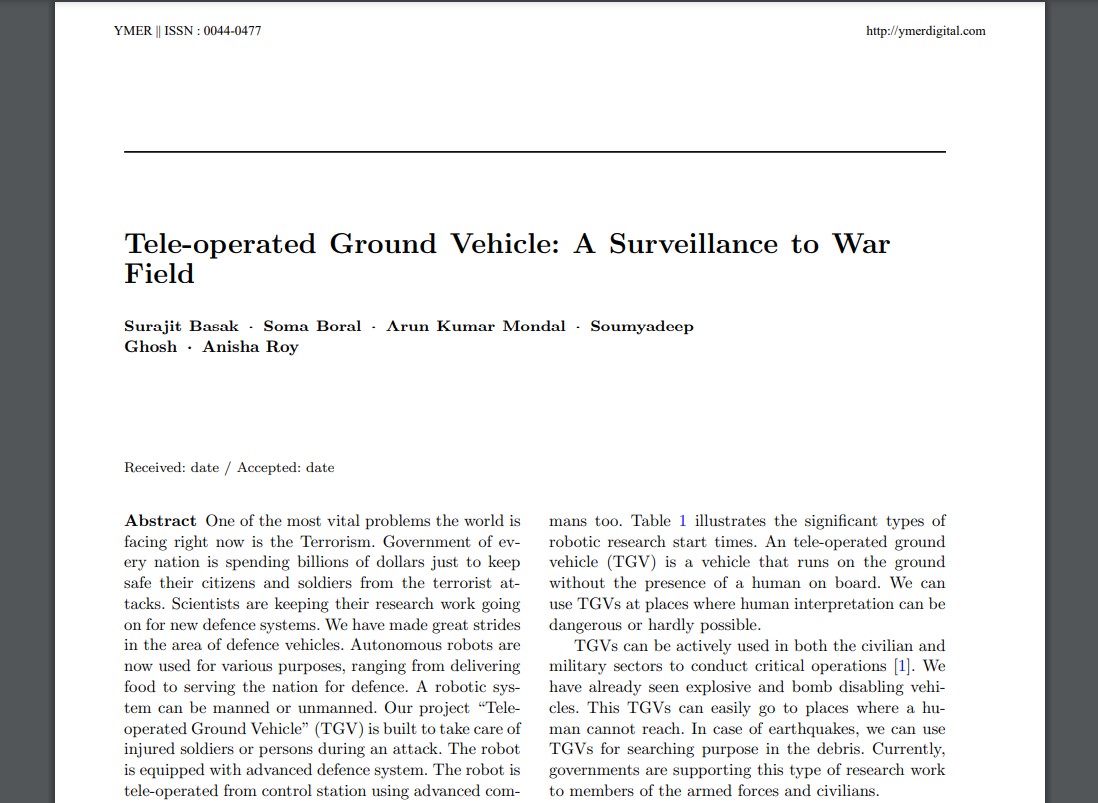 YMER || ISSN : 0044-0477
http://ymerdigital.com
Tele-operated Ground Vehicle: A Surveillance to War
Field
Surajit Basak · Soma Boral · Arun Kumar Mondal · Soumyadeep
Ghosh · Anisha Roy
Received: date / Accepted: date
Abstract One of the most vital problems the world is
facing right now is the Terrorism. Government of ev-
ery nation is spending billions of dollars just to keep
safe their citizens and soldiers from the terrorist at-
tacks. Scientists are keeping their research work going
on for new defence systems. We have made great strides
in the area of defence vehicles. Autonomous robots are
now used for various purposes, ranging from delivering
food to serving the nation for defence. A robotic sys-
tem can be manned or unmanned. Our project “Tele-
operated Ground Vehicle” (TGV) is built to take care of
injured soldiers or persons during an attack. The robot
is equipped with advanced defence system. The robot is
tele-operated from control station using advanced com-
mans too. Table 1 illustrates the significant types of
robotic research start times. An tele-operated ground
vehicle (TGV) is a vehicle that runs on the ground
without the presence of a human on board. We can
use TGVs at places where human interpretation can be
dangerous or hardly possible.
TGVs can be actively used in both the civilian and
military sectors to conduct critical operations [1]. We
have already seen explosive and bomb disabling vehi-
cles. This TGVs can easily go to places where a hu-
man cannot reach. In case of earthquakes, we can use
TGVs for searching purpose in the debris. Currently,
governments are supporting this type of research work
to members of the armed forces and civilians.